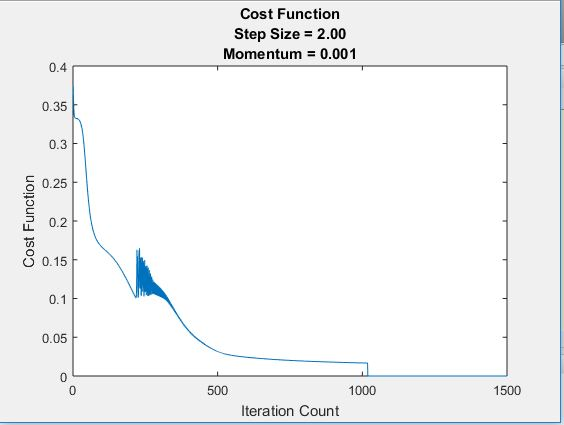 Cost Function
Step Size = 2.00
Momentum = 0.001
0.4
0.35
0.3
0.25
0.2
0.15
0.1
0.05
0
Cost Function
0 500 1000 1500
Iteration Count